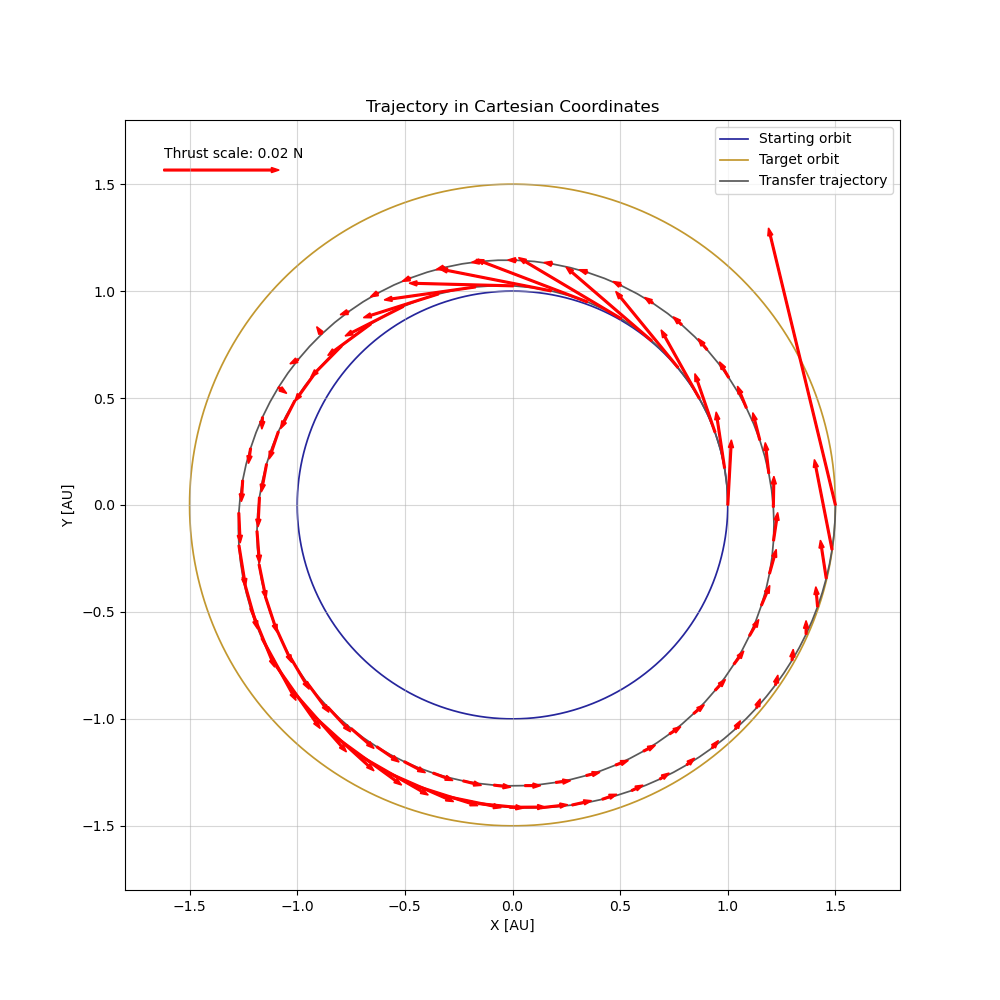 Trajectory in Cartesian Coordinates
Thrust scale: 0.02 N
Starting orbit
Target orbit
Transfer trajectory
1.5
1.0
0.5
0.0
−0.5
−1.0
−1.5
Y [AU]
−1.5
−1.0
−0.5
0.0
0.5
1.0
1.5
X [AU]